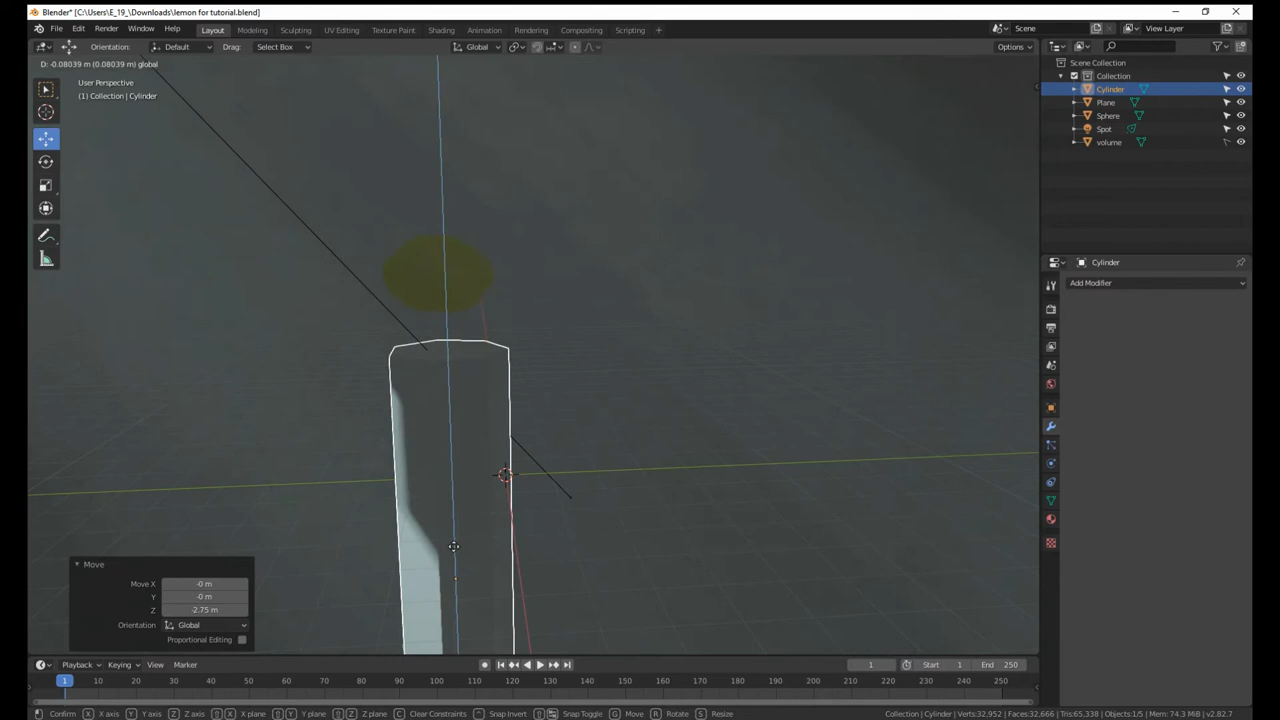 Blender* [C:\Users\E_19_\Downloads\lemon for tutorial.blend]
File Edit Render Window Help Layout Modeling Sculpting UV Editing Texture Paint Shading Animation Rendering Compositing Scripting + Scene View Layer
Orientation: Default Drag: Select Box Global Options
D: -0.08039 m (0.08039 m) global
User Perspective
(1) Collection | Cylinder
Scene Collection
Collection
Cylinder
Plane
Sphere
Spot
volume
Cylinder
Add Modifier
Move
Move X -0 m
Y -0 m
Z -2.75 m
Orientation Global
Proportional Editing
Playback Keying View Marker 1 Start 1 End 250
1 10 20 30 40 50 60 70 80 90 100 110 120 130 140 150 160 170 180 190 200 210 220 230 240 250
Confirm X X axis Y Y axis Z Z axis X X plane Y Y plane Z Z plane C Clear Constraints Snap Invert Snap Toggle G Move R Rotate S Resize Collection | Cylinder | Verts:32,952 | Faces:32,666 | Tris:65,338 | Objects:1/5 | Mem: 74.3 MiB | v2.82.7